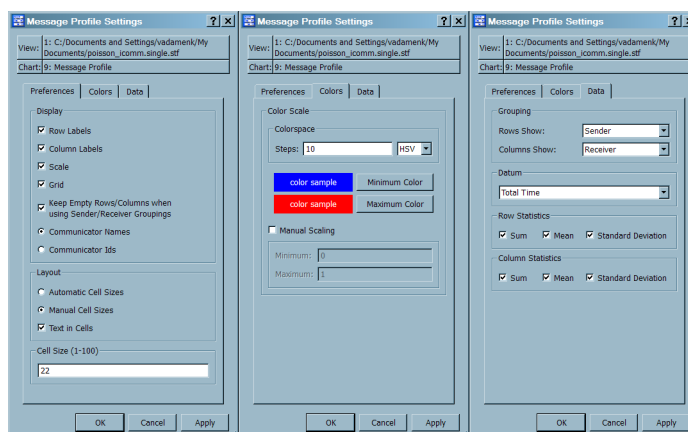 Message Profile Settings
View: 1: C:/Documents and Settings/vadamenk/My
Documents/poisson_icomm.single.stf
Chart: 9: Message Profile
Preferences Colors Data
Display
Row Labels
Column Labels
Scale
Grid
Keep Empty Rows/Columns when
using Sender/Receiver Groupings
Communicator Names
Communicator Ids
Layout
Automatic Cell Sizes
Manual Cell Sizes
Text in Cells
Cell Size (1-100)
22
OK Cancel Apply
Message Profile Settings
View: 1: C:/Documents and Settings/vadamenk/My
Documents/poisson_icomm.single.stf
Chart: 9: Message Profile
Preferences Colors Data
Color Scale
Colorspace
Steps: 10 HSV
color sample Minimum Color
color sample Maximum Color
Manual Scaling
Minimum: 0
Maximum: 1
OK Cancel Apply
Message Profile Settings
View: 1: C:/Documents and Settings/vadamenk/My
Documents/poisson_icomm.single.stf
Chart: 9: Message Profile
Preferences Colors Data
Grouping
Rows Show: Sender
Columns Show: Receiver
Datum
Total Time
Row Statistics
Sum Mean Standard Deviation
Column Statistics
Sum Mean Standard Deviation
OK Cancel Apply